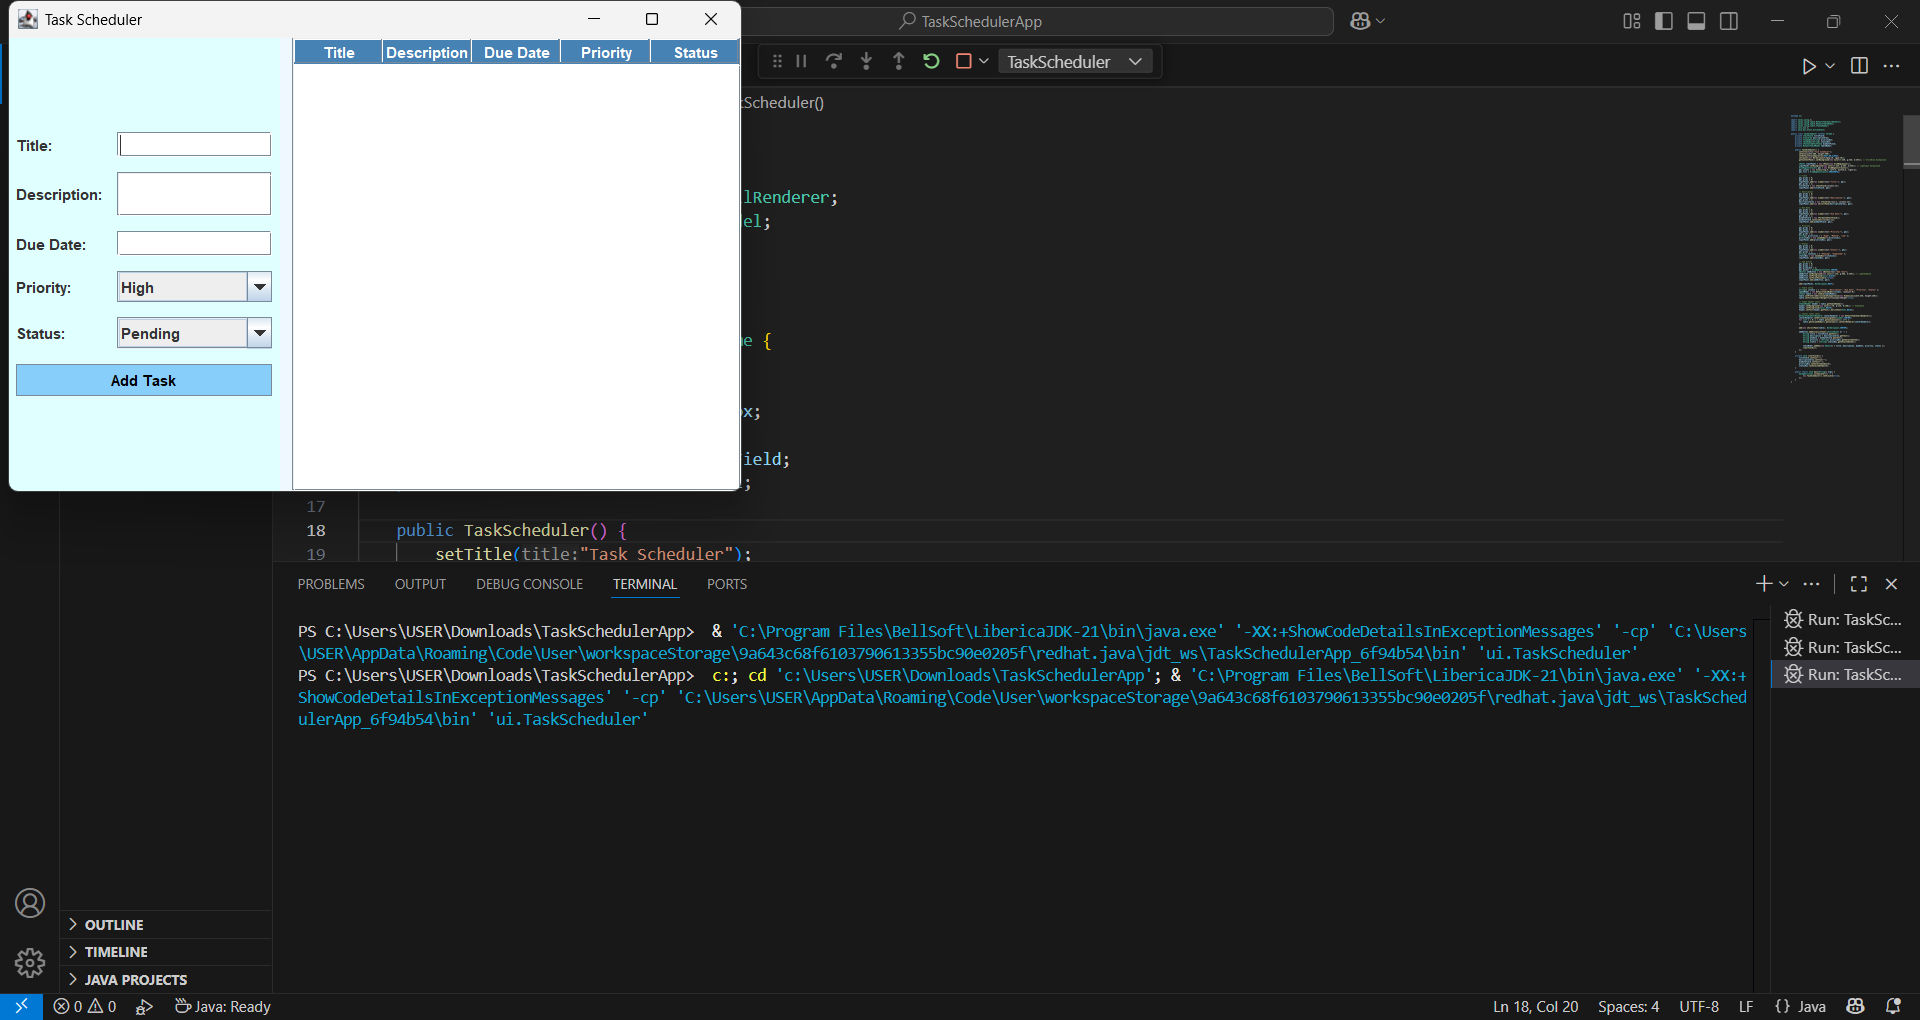 Task Scheduler
Title Description Due Date Priority Status
Title:
Description:
Due Date:
Priority: High
Status: Pending
Add Task
TaskSchedulerApp
TaskScheduler
Scheduler()
lRenderer;
el;
e {
x;
ield;
;
17
18 public TaskScheduler() {
19 setTitle(title:"Task Scheduler");
PROBLEMS OUTPUT DEBUG CONSOLE TERMINAL PORTS
PS C:\Users\USER\Downloads\TaskSchedulerApp> & 'C:\Program Files\BellSoft\LibericaJDK-21\bin\java.exe' '-XX:+ShowCodeDetailsInExceptionMessages' '-cp' 'C:\Users
\USER\AppData\Roaming\Code\User\workspaceStorage\9a643c68f6103790613355bc90e0205f\redhat.java\jdt_ws\TaskSchedulerApp_6f94b54\bin' 'ui.TaskScheduler'
PS C:\Users\USER\Downloads\TaskSchedulerApp> c:; cd 'c:\Users\USER\Downloads\TaskSchedulerApp'; & 'C:\Program Files\BellSoft\LibericaJDK-21\bin\java.exe' '-XX:+
ShowCodeDetailsInExceptionMessages' '-cp' 'C:\Users\USER\AppData\Roaming\Code\User\workspaceStorage\9a643c68f6103790613355bc90e0205f\redhat.java\jdt_ws\TaskSched
ulerApp_6f94b54\bin' 'ui.TaskScheduler'
Run: TaskSc...
Run: TaskSc...
Run: TaskSc...
OUTLINE
TIMELINE
JAVA PROJECTS
0 0 Java: Ready
Ln 18, Col 20 Spaces: 4 UTF-8 LF {} Java